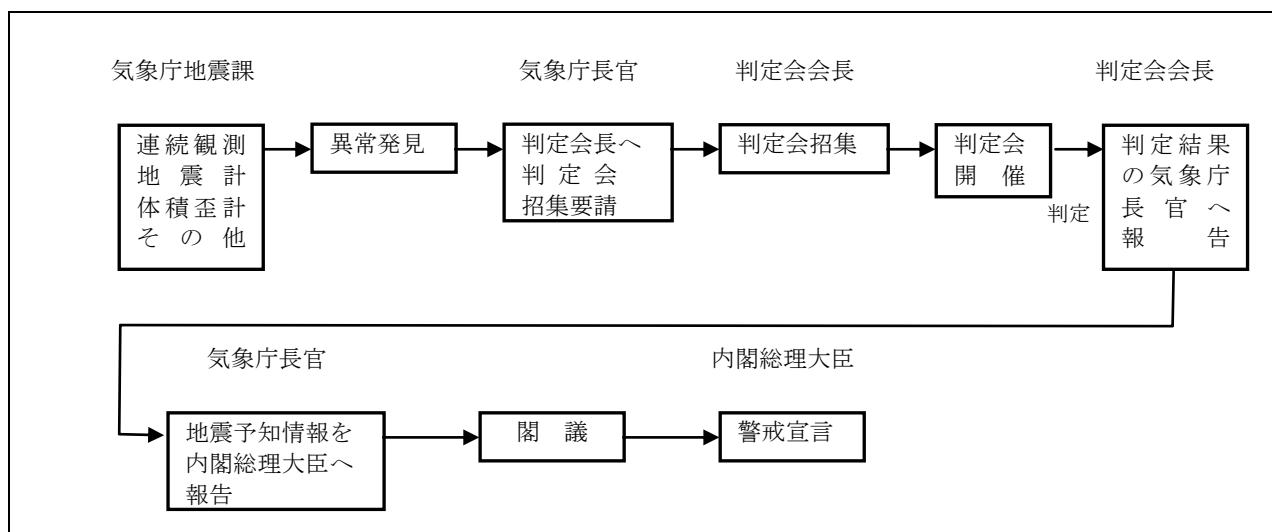 気象庁地震課
気象庁長官
判定会会長
判定会会長
連続観測
地震計
体積歪計
その他
異常発見
判定会長へ
判定会
招集要請
判定会招集
判定会
開催
判定
判定結果
の気象庁
長官へ
報告
気象庁長官
内閣総理大臣
地震予知情報を
内閣総理大臣へ
報告
閣議
警戒宣言